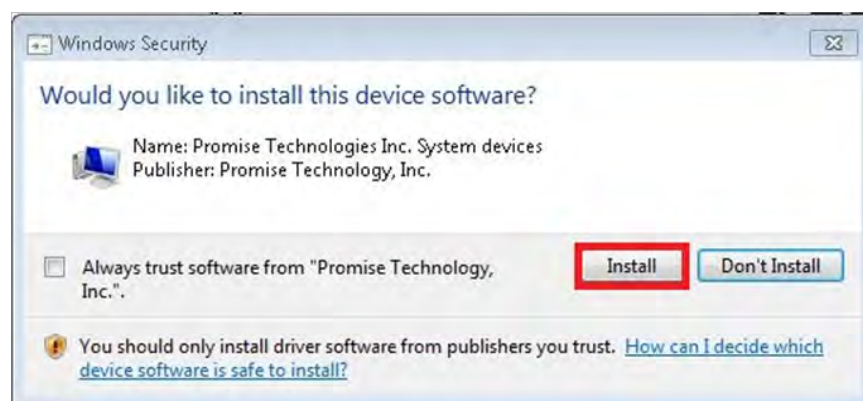 Windows Security
Would you like to install this device software?
Name: Promise Technologies Inc. System devices
Publisher: Promise Technology, Inc.
Always trust software from "Promise Technology,
Inc.".
Install
Don't Install
You should only install driver software from publishers you trust. How can I decide which
device software is safe to install?